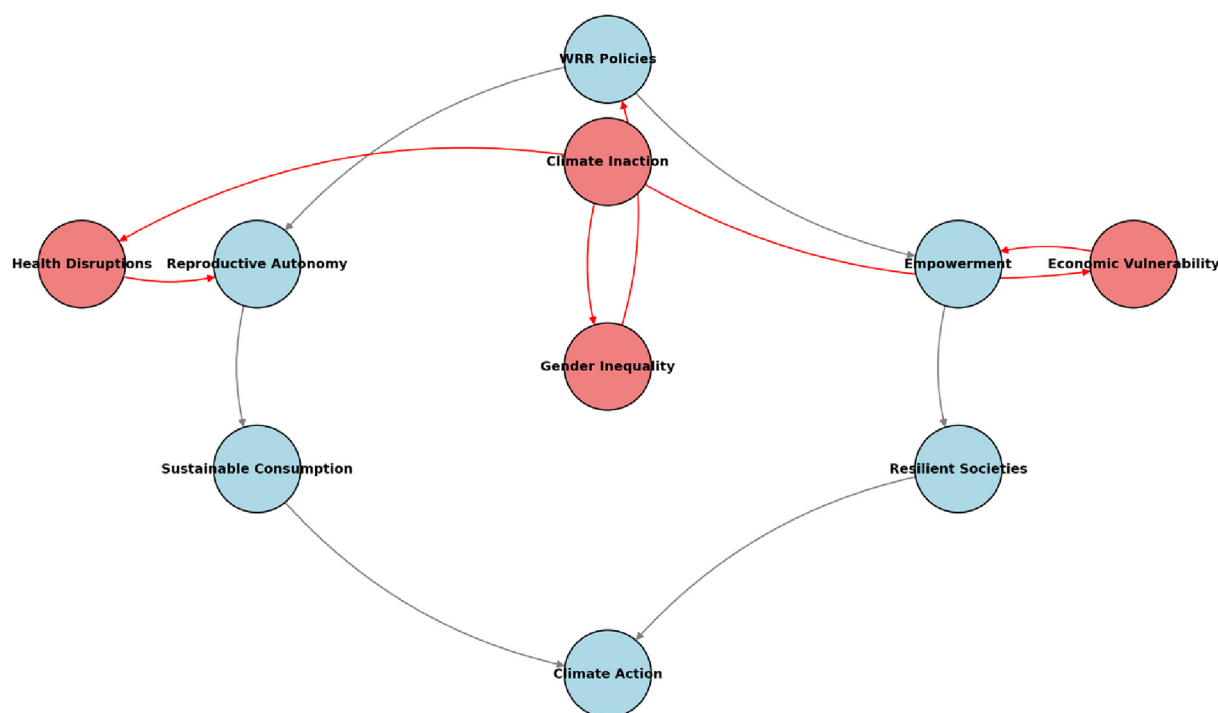 WRR Policies
Climate Inaction
Health Disruptions
Reproductive Autonomy
Empowerment
Economic Vulnerability
Gender Inequality
Sustainable Consumption
Resilient Societies
Climate Action